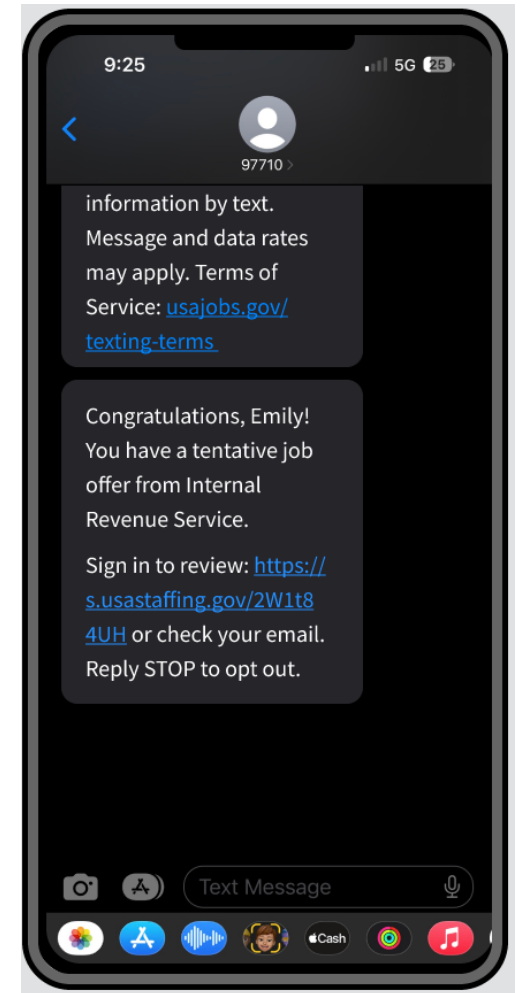 9:25
5G 25
97710
information by text.
Message and data rates
may apply. Terms of
Service: usajobs.gov/
texting-terms
Congratulations, Emily!
You have a tentative job
offer from Internal
Revenue Service.
Sign in to review: https://
s.usastaffing.gov/2W1t8
4UH or check your email.
Reply STOP to opt out.
Text Message
Cash